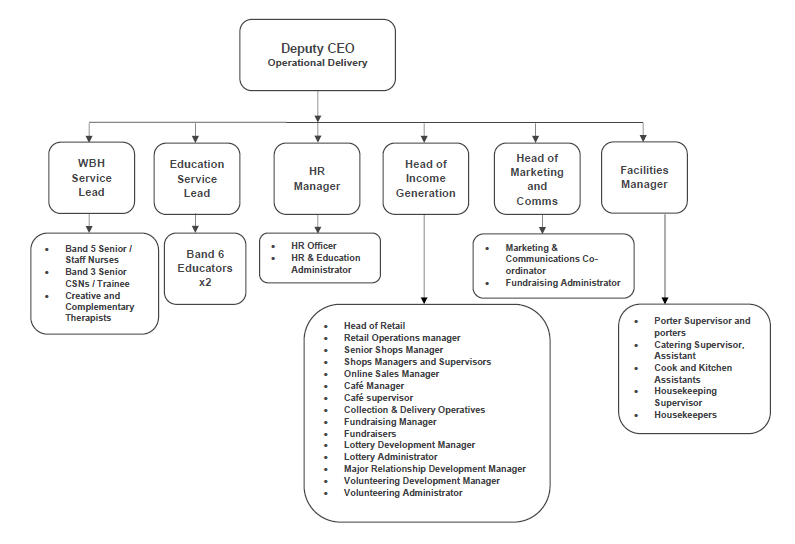 Deputy CEO
Operational Delivery
WBH
Service
Lead
Education
Service
Lead
HR
Manager
Head of
Income
Generation
Head of
Marketing
and
Comms
Facilities
Manager
• Band 5 Senior /
Staff Nurses
• Band 3 Senior
CSNs / Trainee
• Creative and
Complementary
Therapists
Band 6
Educators
x2
• HR Officer
• HR & Education
Administrator
• Marketing &
Communications Co-
ordinator
• Fundraising Administrator
• Head of Retail
• Retail Operations manager
• Senior Shops Manager
• Shops Managers and Supervisors
• Online Sales Manager
• Café Manager
• Café supervisor
• Collection & Delivery Operatives
• Fundraising Manager
• Fundraisers
• Lottery Development Manager
• Lottery Administrator
• Major Relationship Development Manager
• Volunteering Development Manager
• Volunteering Administrator
• Porter Supervisor and
porters
• Catering Supervisor,
Assistant
• Cook and Kitchen
Assistants
• Housekeeping
Supervisor
• Housekeepers